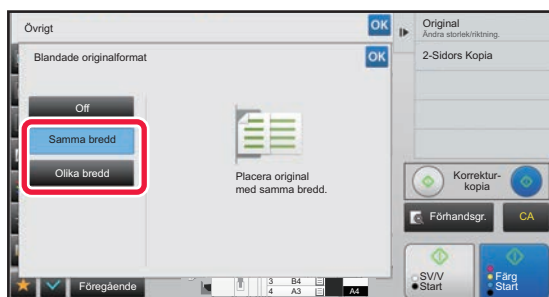 Övrigt
OK
Blandade originalformat
OK
Off
Samma bredd
Olika bredd
Placera original
med samma bredd.
Föregående
3 B4
4 A3
A4
Original
Ändra storlek/riktning.
2-Sidors Kopia
Korrektur-
kopia
Förhandsgr.
CA
SV/V
Start
Färg
Start